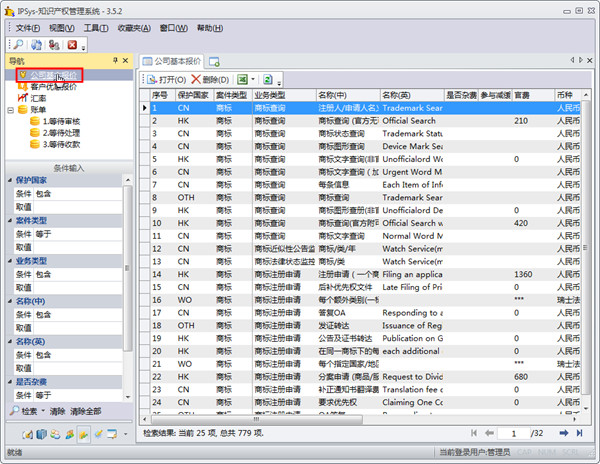 IPSys-知识产权管理系统 - 3.5.2
文件(F) 视图(V) 工具(T) 收藏夹(A) 窗口(W) 帮助(H)
导航
公司基本报价
客户优惠报价
汇率
账单
1.等待审核
2.等待处理
3.等待收款
条件输入
保护国家
条件 包含
取值
案件类型
条件 等于
取值
业务类型
条件 包含
取值
名称(中)
条件 包含
取值
名称(英)
条件 包含
取值
是否杂费
条件 等于
取值
检索 清除 清除全部
公司基本报价
打开(O) 删除(D)
序号 保护国家 案件类型 业务类型 名称(中) 名称(英) 是否杂费 参与减缓 官费 币种
1 CN 商标 商标查询 注册人/申请人名 Trademark Sear 人民币
2 HK 商标 商标查询 商标查询 (官方无 Official Search 210 人民币
3 CN 商标 商标查询 商标状态查询 Trademark Statu 人民币
4 CN 商标 商标查询 商标图形查询 Device Mark Sea 人民币
5 HK 商标 商标查询 商标文字查询(非官 Unofficialord We 0 人民币
6 CN 商标 商标查询 商标文字查询 (加 Urgent Word M 人民币
7 CN 商标 商标查询 每条信息 Each Item of Info 人民币
8 OTH 商标 商标查询 商标查询 Trademark Sear 人民币
9 HK 商标 商标查询 商标图形查册(非官 Unofficialord De 0 人民币
10 HK 商标 商标查询 商标查询(官方附可 Official Search w 420 人民币
11 CN 商标 商标查询 商标文字查询 Normal Word M 人民币
12 CN 商标 商标近似性公告监 商标/类/年 Watch Service(m 人民币
13 CN 商标 商标法律状态监控 商标/类 Watch Service(m 人民币
14 HK 商标 商标注册申请 注册申请 (一个商 Filing an applica 1360 人民币
15 CN 商标 商标注册申请 后补优先权文件 Late Filing of Pri 0 人民币
16 WO 商标 商标注册申请 每个额外类别(一标 *** 瑞士法
17 CN 商标 商标注册申请 答复OA Responding to a 0 人民币
18 OTH 商标 商标注册申请 发证转达 Issuance of Reg 人民币
19 HK 商标 商标注册申请 公告及证书转达 Publication on G 0 人民币
20 HK 商标 商标注册申请 在同一商标下的每 each additional 0 人民币
21 WO 商标 商标注册申请 每个指定国家/地区 *** 瑞士法
22 HK 商标 商标注册申请 分案申请 (商品/服 Request to Divid 680 人民币
23 CN 商标 商标注册申请 补正通知书翻译费 Translation fee c 人民币
24 CN 商标 商标注册申请 要求优先权 Claiming One Co 0 人民币
检索结果: 当前 25 项, 总共 779 项.
1 /32
就绪
当前登录用户:管理员
CAP NUM SCRL